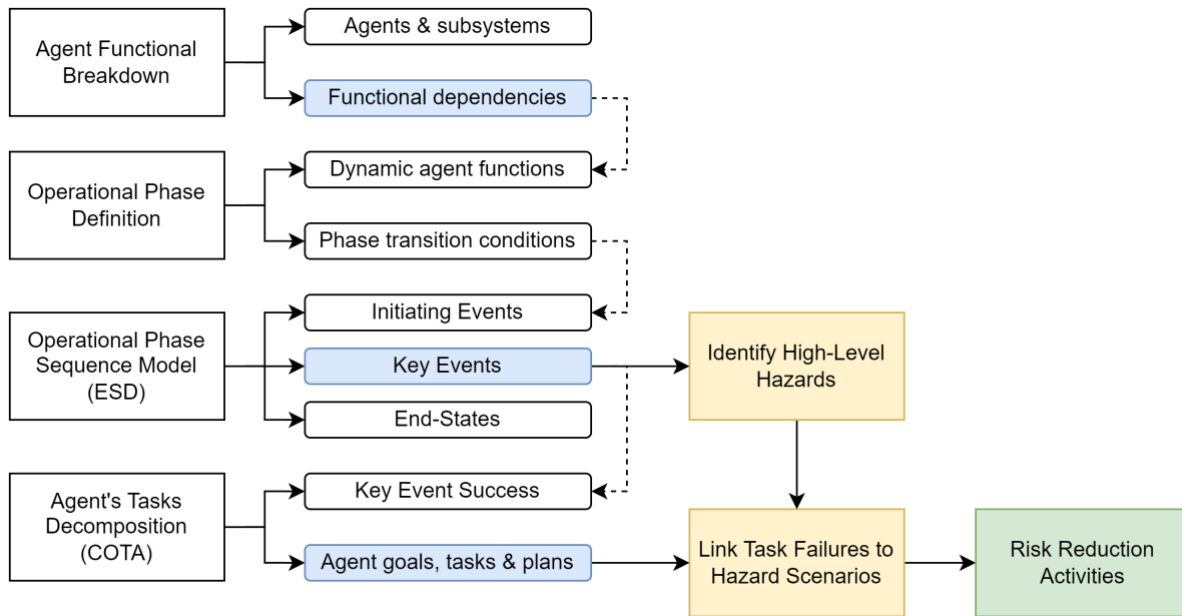 Agent Functional
Breakdown
Agents & subsystems
Functional dependencies
Operational Phase
Definition
Dynamic agent functions
Phase transition conditions
Operational Phase
Sequence Model
(ESD)
Initiating Events
Key Events
End-States
Identify High-Level
Hazards
Agent's Tasks
Decomposition
(COTA)
Key Event Success
Agent goals, tasks & plans
Link Task Failures to
Hazard Scenarios
Risk Reduction
Activities